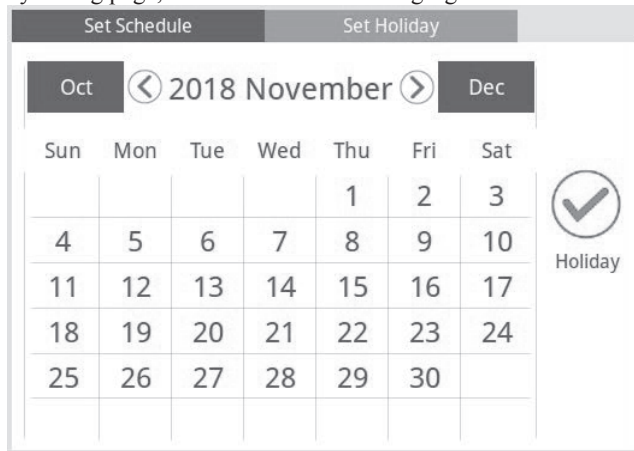 Set Schedule Set Holiday
Oct 2018 November Dec
Sun Mon Tue Wed Thu Fri Sat
1 2 3
4 5 6 7 8 9 10
Holiday
11 12 13 14 15 16 17
18 19 20 21 22 23 24
25 26 27 28 29 30